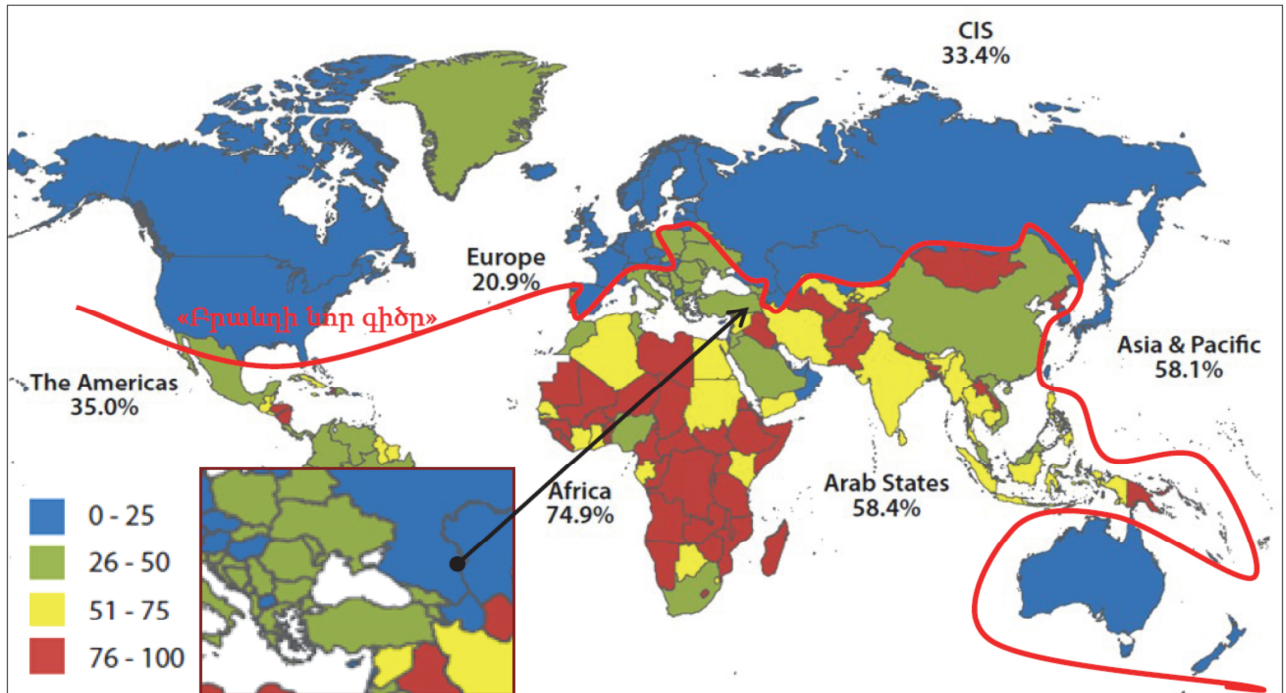 CIS
33.4%
Europe
20.9%
«Բրանդի նոր գիծր»
The Americas
35.0%
Asia & Pacific
58.1%
Africa
74.9%
Arab States
58.4%
0 - 25
26 - 50
51 - 75
76 - 100